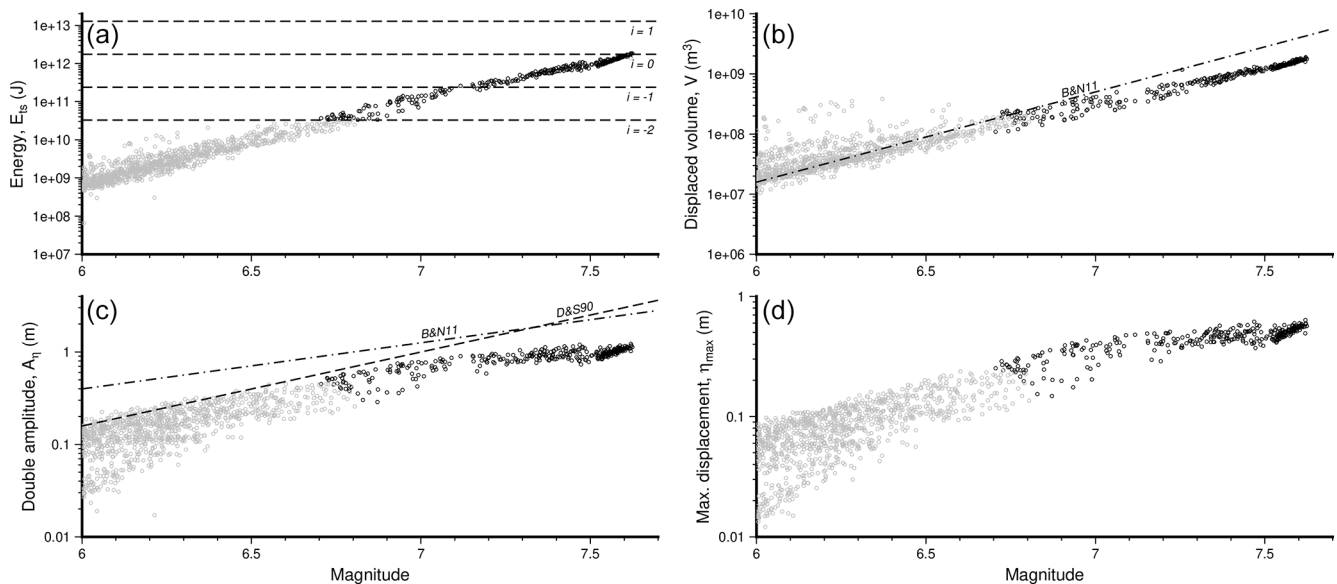 (a)
Energy, E_ts (J)
1e+13
1e+12
1e+11
1e+10
1e+09
1e+08
1e+07
i = 1
i = 0
i = -1
i = -2
6
6.5
7
7.5
(b)
Displaced volume, V (m³)
1e+10
1e+09
1e+08
1e+07
1e+06
B&N11
6
6.5
7
7.5
(c)
Double amplitude, A_η (m)
1
0.1
0.01
B&N11
D&S90
6
6.5
7
7.5
Magnitude
(d)
Max. displacement, η_max (m)
1
0.1
0.01
6
6.5
7
7.5
Magnitude